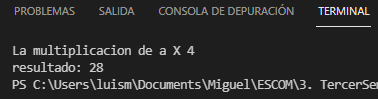 PROBLEMAS SALIDA CONSOLA DE DEPURACIÓN TERMINAL
La multiplicacion de a X 4
resultado: 28
PS C:\Users\luism\Documents\Miguel\ESCOM\3. TercerSe